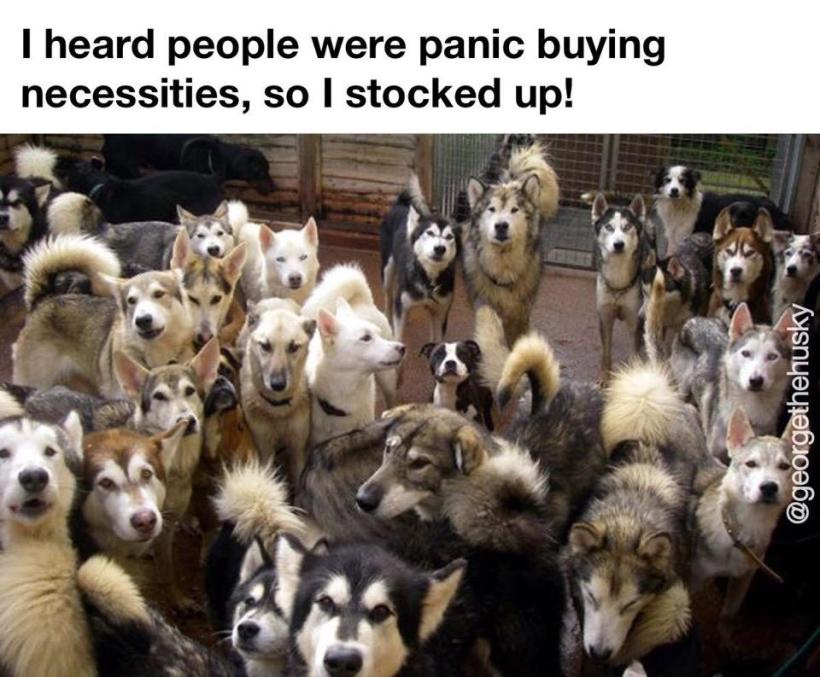 I heard people were panic buying
necessities, so I stocked up!
@georgethehusky